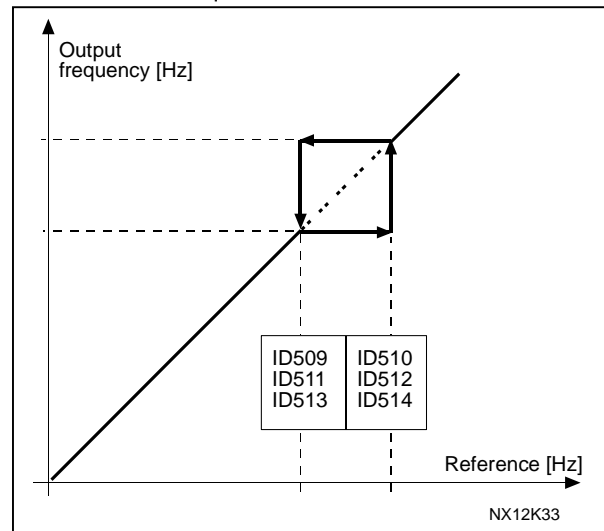 Output
frequency [Hz]
ID509
ID511
ID513
ID510
ID512
ID514
Reference [Hz]
NX12K33